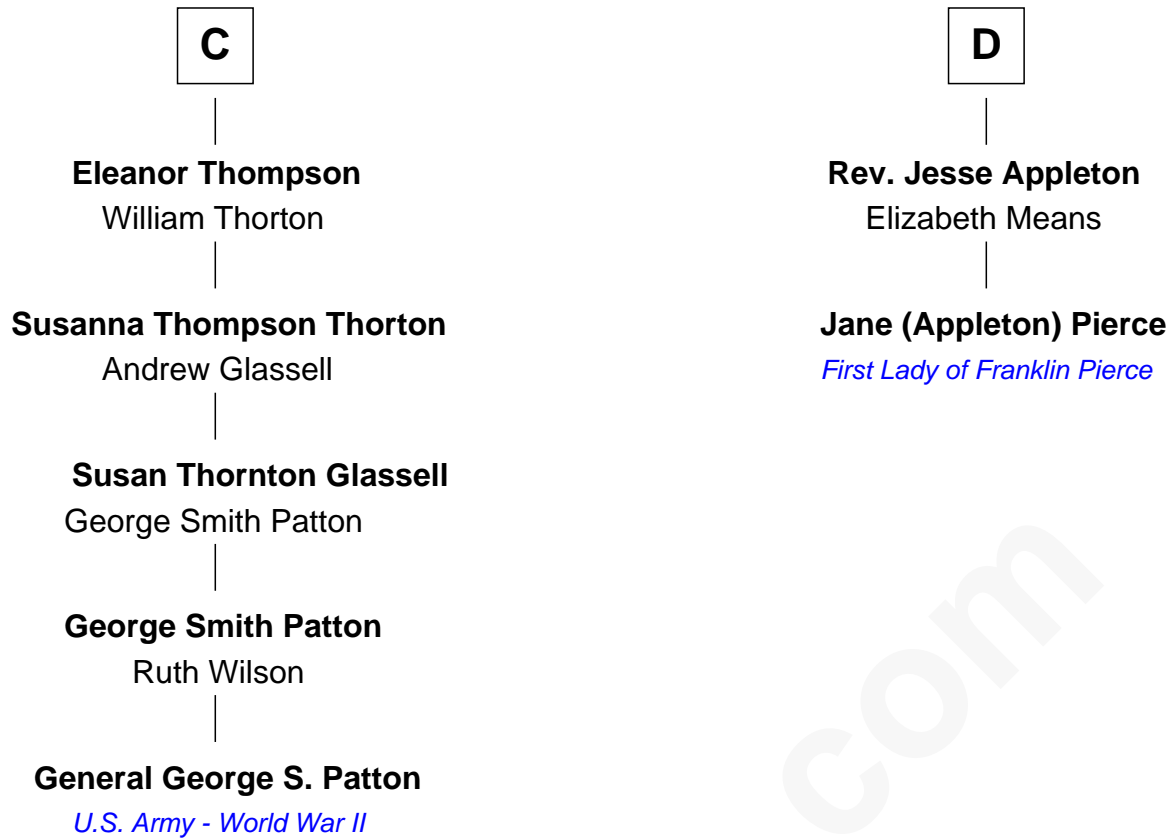 C
Eleanor Thompson
William Thorton
Susanna Thompson Thorton
Andrew Glassell
Susan Thornton Glassell
George Smith Patton
George Smith Patton
Ruth Wilson
General George S. Patton
U.S. Army - World War II
D
Rev. Jesse Appleton
Elizabeth Means
Jane (Appleton) Pierce
First Lady of Franklin Pierce
com